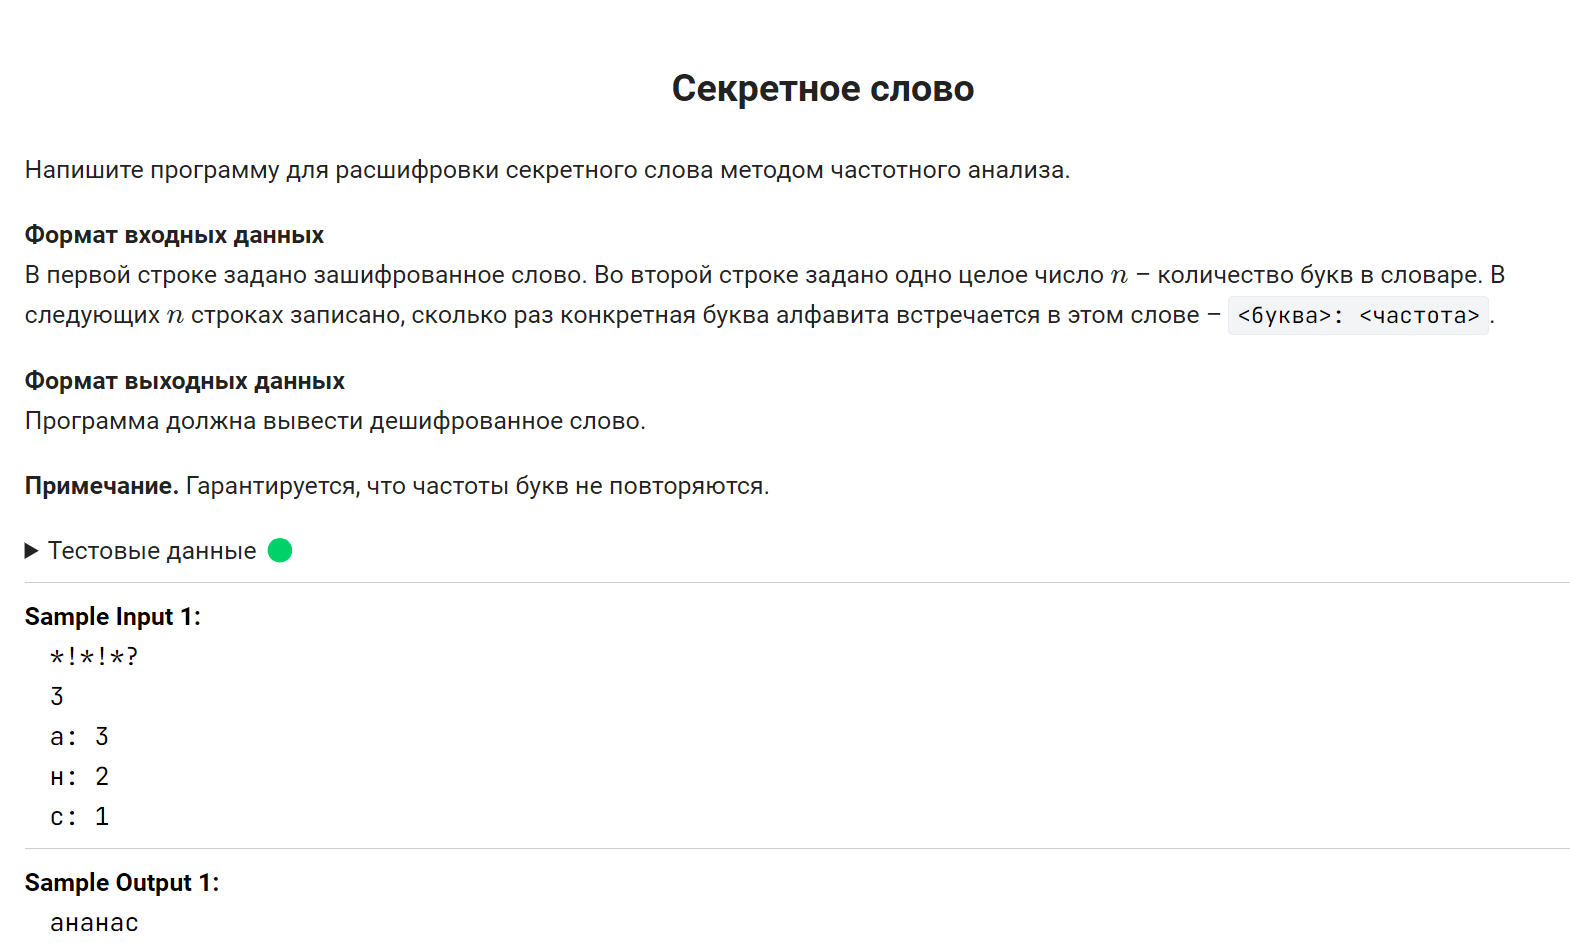 Секретное слово
Напишите программу для расшифровки секретного слова методом частотного анализа.
Формат входных данных
В первой строке задано зашифрованное слово. Во второй строке задано одно целое число n – количество букв в словаре. В
следующих n строках записано, сколько раз конкретная буква алфавита встречается в этом слове – <буква>: <частота>.
Формат выходных данных
Программа должна вывести дешифрованное слово.
Примечание. Гарантируется, что частоты букв не повторяются.
Тестовые данные
Sample Input 1:
*!*!*?
3
а: 3
н: 2
с: 1
Sample Output 1:
ананас